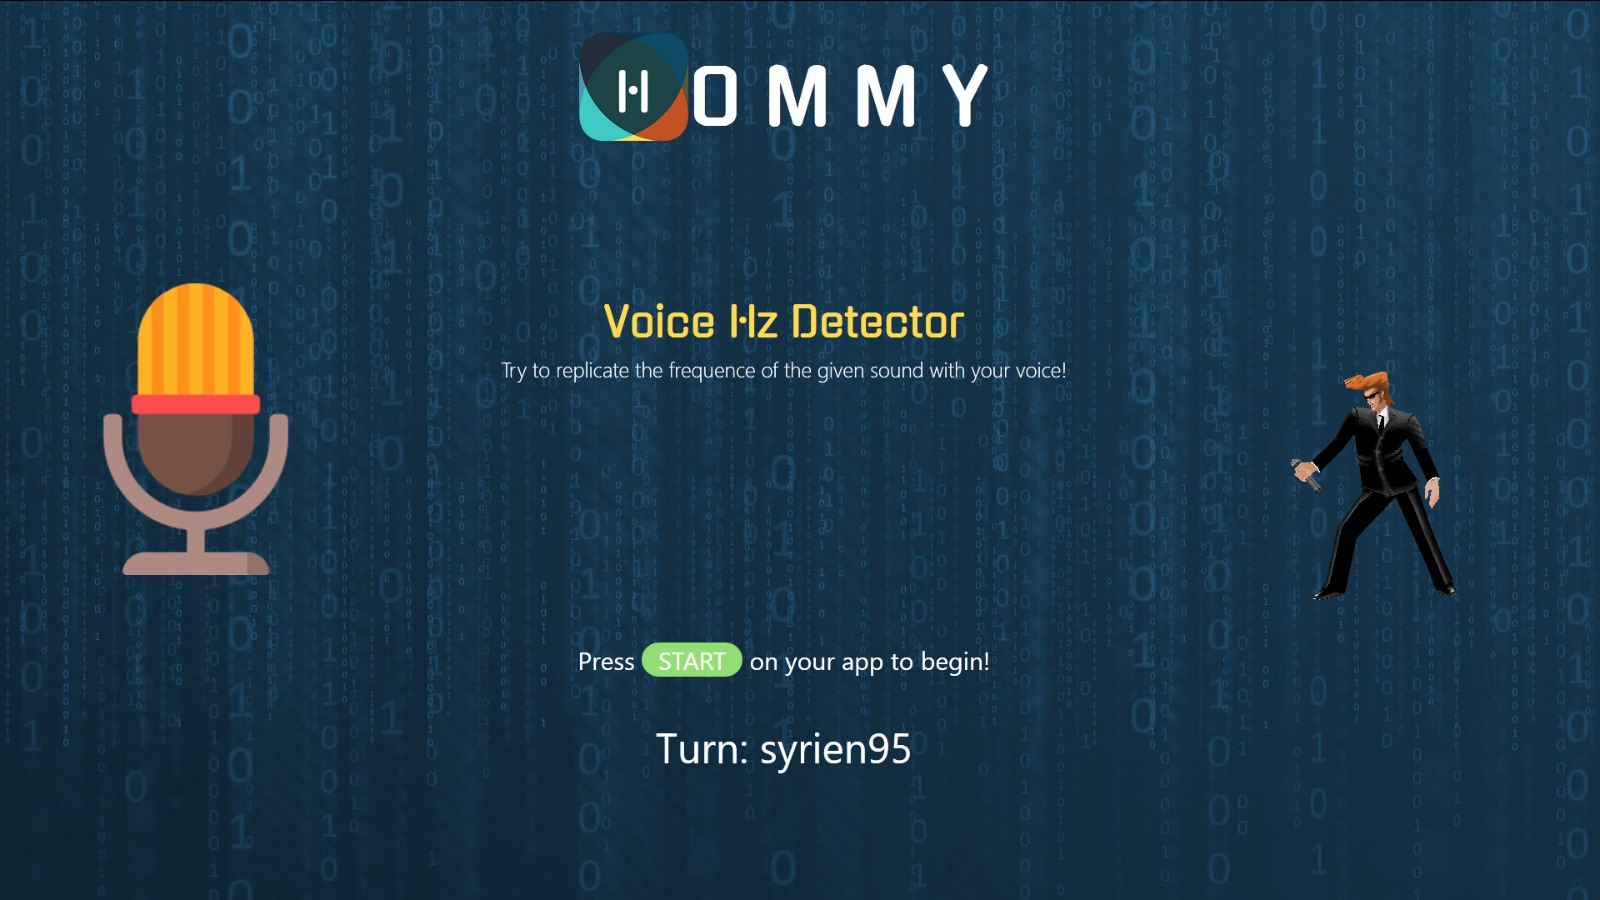 HOMMY
Voice Hz Detector
Try to replicate the frequence of the given sound with your voice!
Press START on your app to begin!
Turn: syrien95